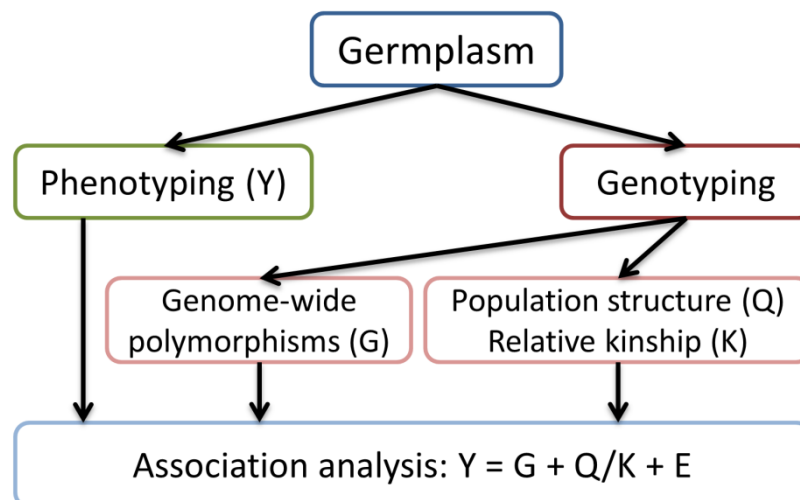 Germplasm
Phenotyping (Y)
Genotyping
Genome-wide
polymorphisms (G)
Population structure (Q)
Relative kinship (K)
Association analysis: Y = G + Q/K + E